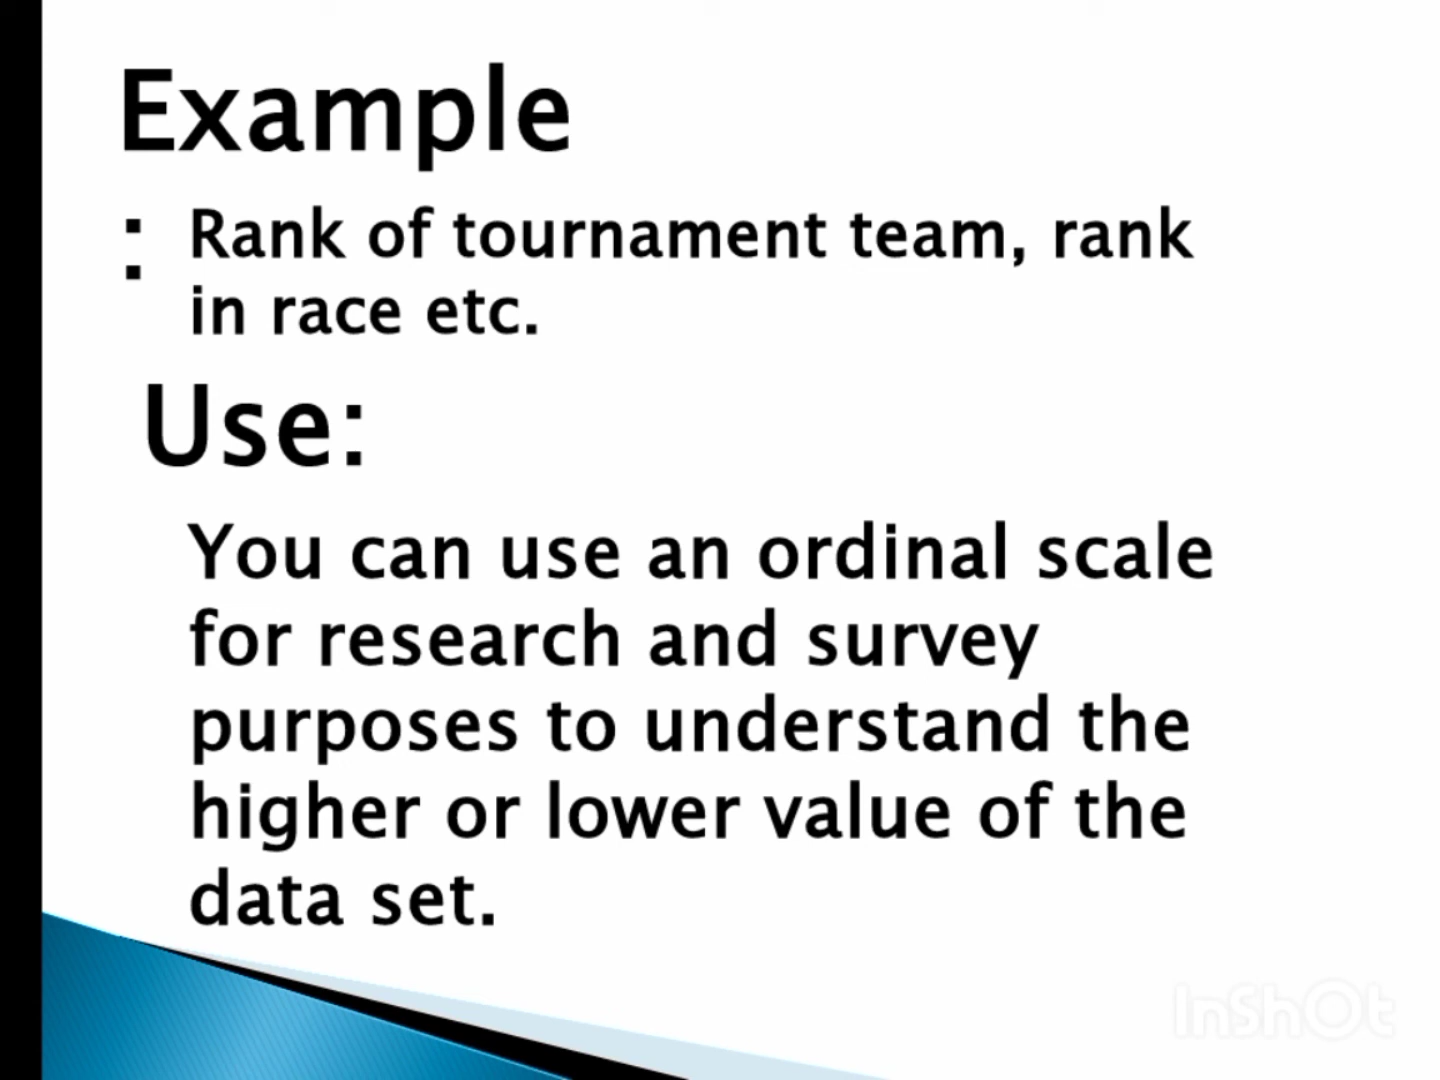 Example
: Rank of tournament team, rank
in race etc.
Use:
You can use an ordinal scale
for research and survey
purposes to understand the
higher or lower value of the
data set.
InShOt